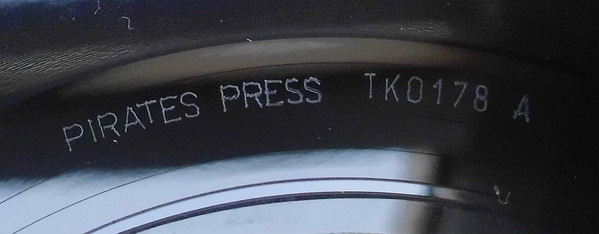 PIRATES PRESS TK0178 A